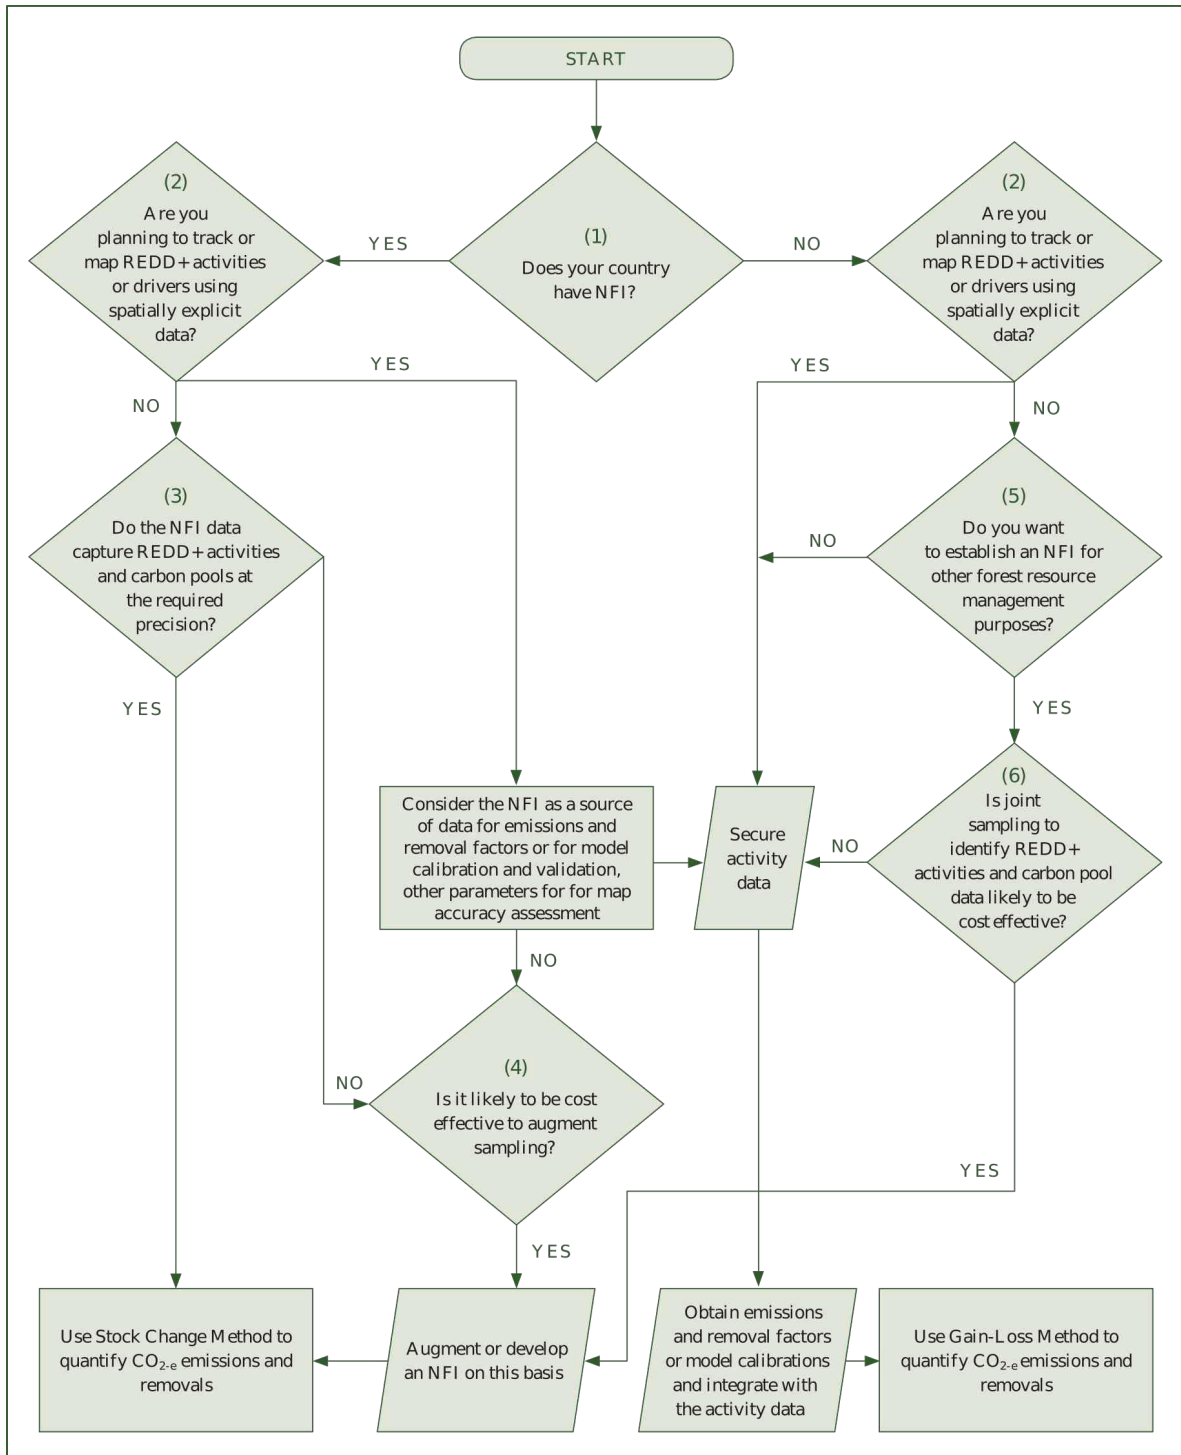 START
(2)
Are you
planning to track or
map REDD+ activities
or drivers using
spatially explicit
data?
YES
(1)
Does your country
have NFI?
NO
(2)
Are you
planning to track or
map REDD+ activities
or drivers using
spatially explicit
data?
YES
NO
YES
NO
(3)
Do the NFI data
capture REDD+ activities
and carbon pools at
the required
precision?
NO
(5)
Do you want
to establish an NFI for
other forest resource
management
purposes?
YES
YES
Consider the NFI as a source
of data for emissions and
removal factors or for model
calibration and validation,
other parameters for for map
accuracy assessment
Secure
activity
data
NO
(6)
Is joint
sampling to
identify REDD+
activities and carbon pool
data likely to be
cost effective?
NO
NO
(4)
Is it likely to be cost
effective to augment
sampling?
YES
YES
Use Stock Change Method to
quantify CO2-e emissions and
removals
Augment or develop
an NFI on this basis
Obtain emissions
and removal factors
or model calibrations
and integrate with
the activity data
Use Gain-Loss Method to
quantify CO2-e emissions and
removals